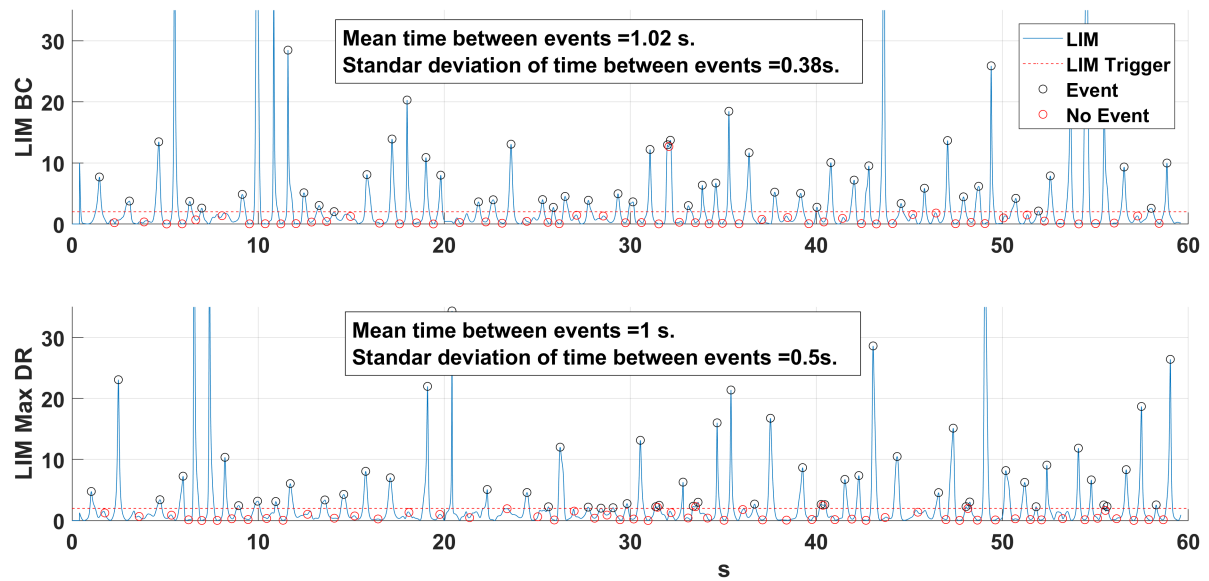 LIM BC
30
20
10
0
Mean time between events =1.02 s.
Standar deviation of time between events =0.38s.
LIM
LIM Trigger
Event
No Event
0 10 20 30 40 50 60
LIM Max DR
30
20
10
0
Mean time between events =1 s.
Standar deviation of time between events =0.5s.
0 10 20 30 40 50 60
s